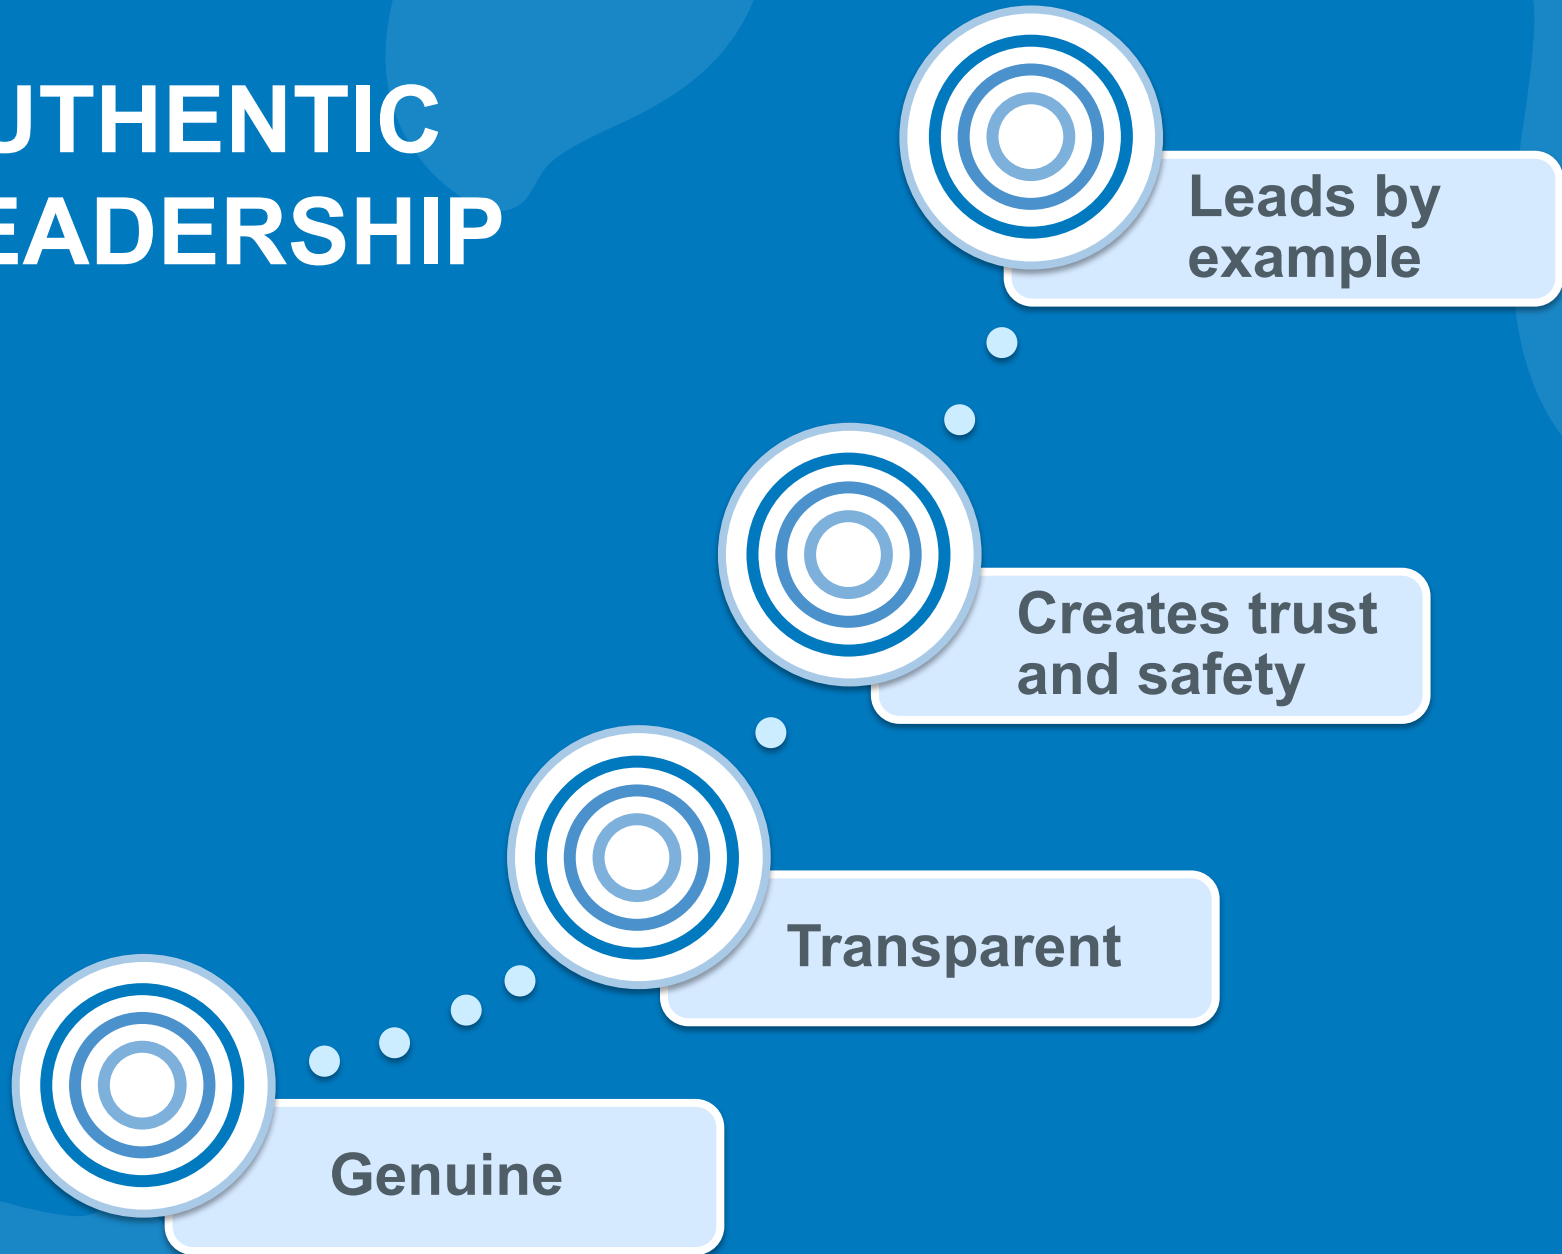 UTHENTIC
EADERSHIP
Leads by
example
Creates trust
and safety
Transparent
Genuine